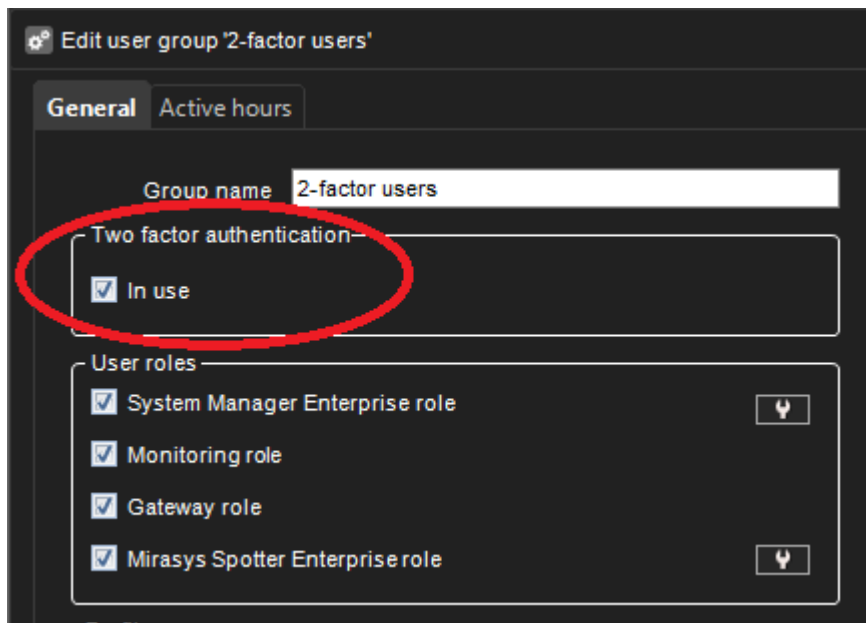 Edit user group '2-factor users'
General Active hours
Group name 2-factor users
Two factor authentication
In use
User roles
System Manager Enterprise role
Monitoring role
Gateway role
Mirasys Spotter Enterprise role